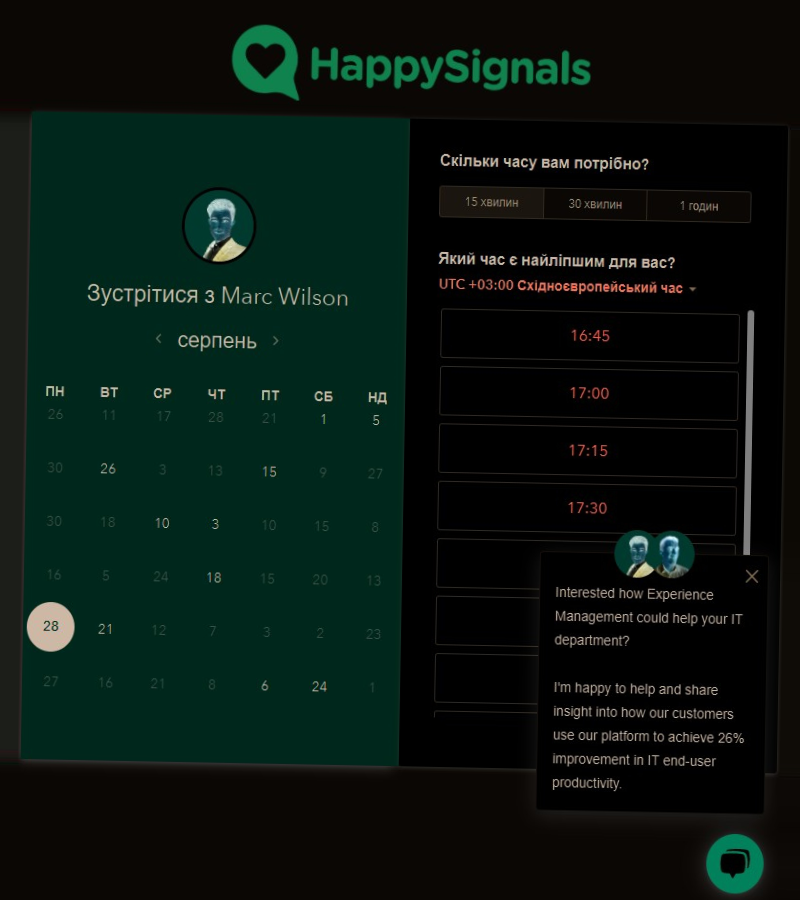 HappySignals
Зустрітися з Marc Wilson
серпень
ПН ВТ СР ЧТ ПТ СБ НД
26 11 17 28 21 1 5
30 26 3 13 15 9 27
30 18 10 3 10 15 8
16 5 24 18 15 20 13
28 21 12 7 3 2 23
27 16 21 8 6 24 1
Скільки часу вам потрібно?
15 хвилин 30 хвилин 1 годин
Який час є найліпшим для вас?
UTC +03:00 Східноєвропейський час
16:45
17:00
17:15
17:30
Interested how Experience
Management could help your IT
department?
I'm happy to help and share
insight into how our customers
use our platform to achieve 26%
improvement in IT end-user
productivity.